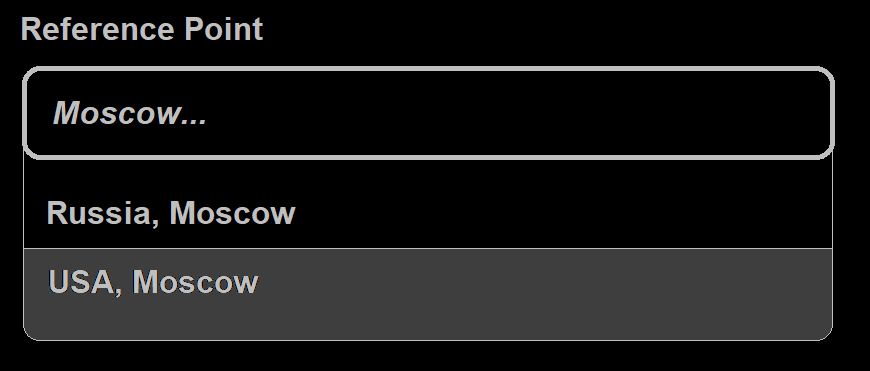 Reference Point
Moscow...
Russia, Moscow
USA, Moscow